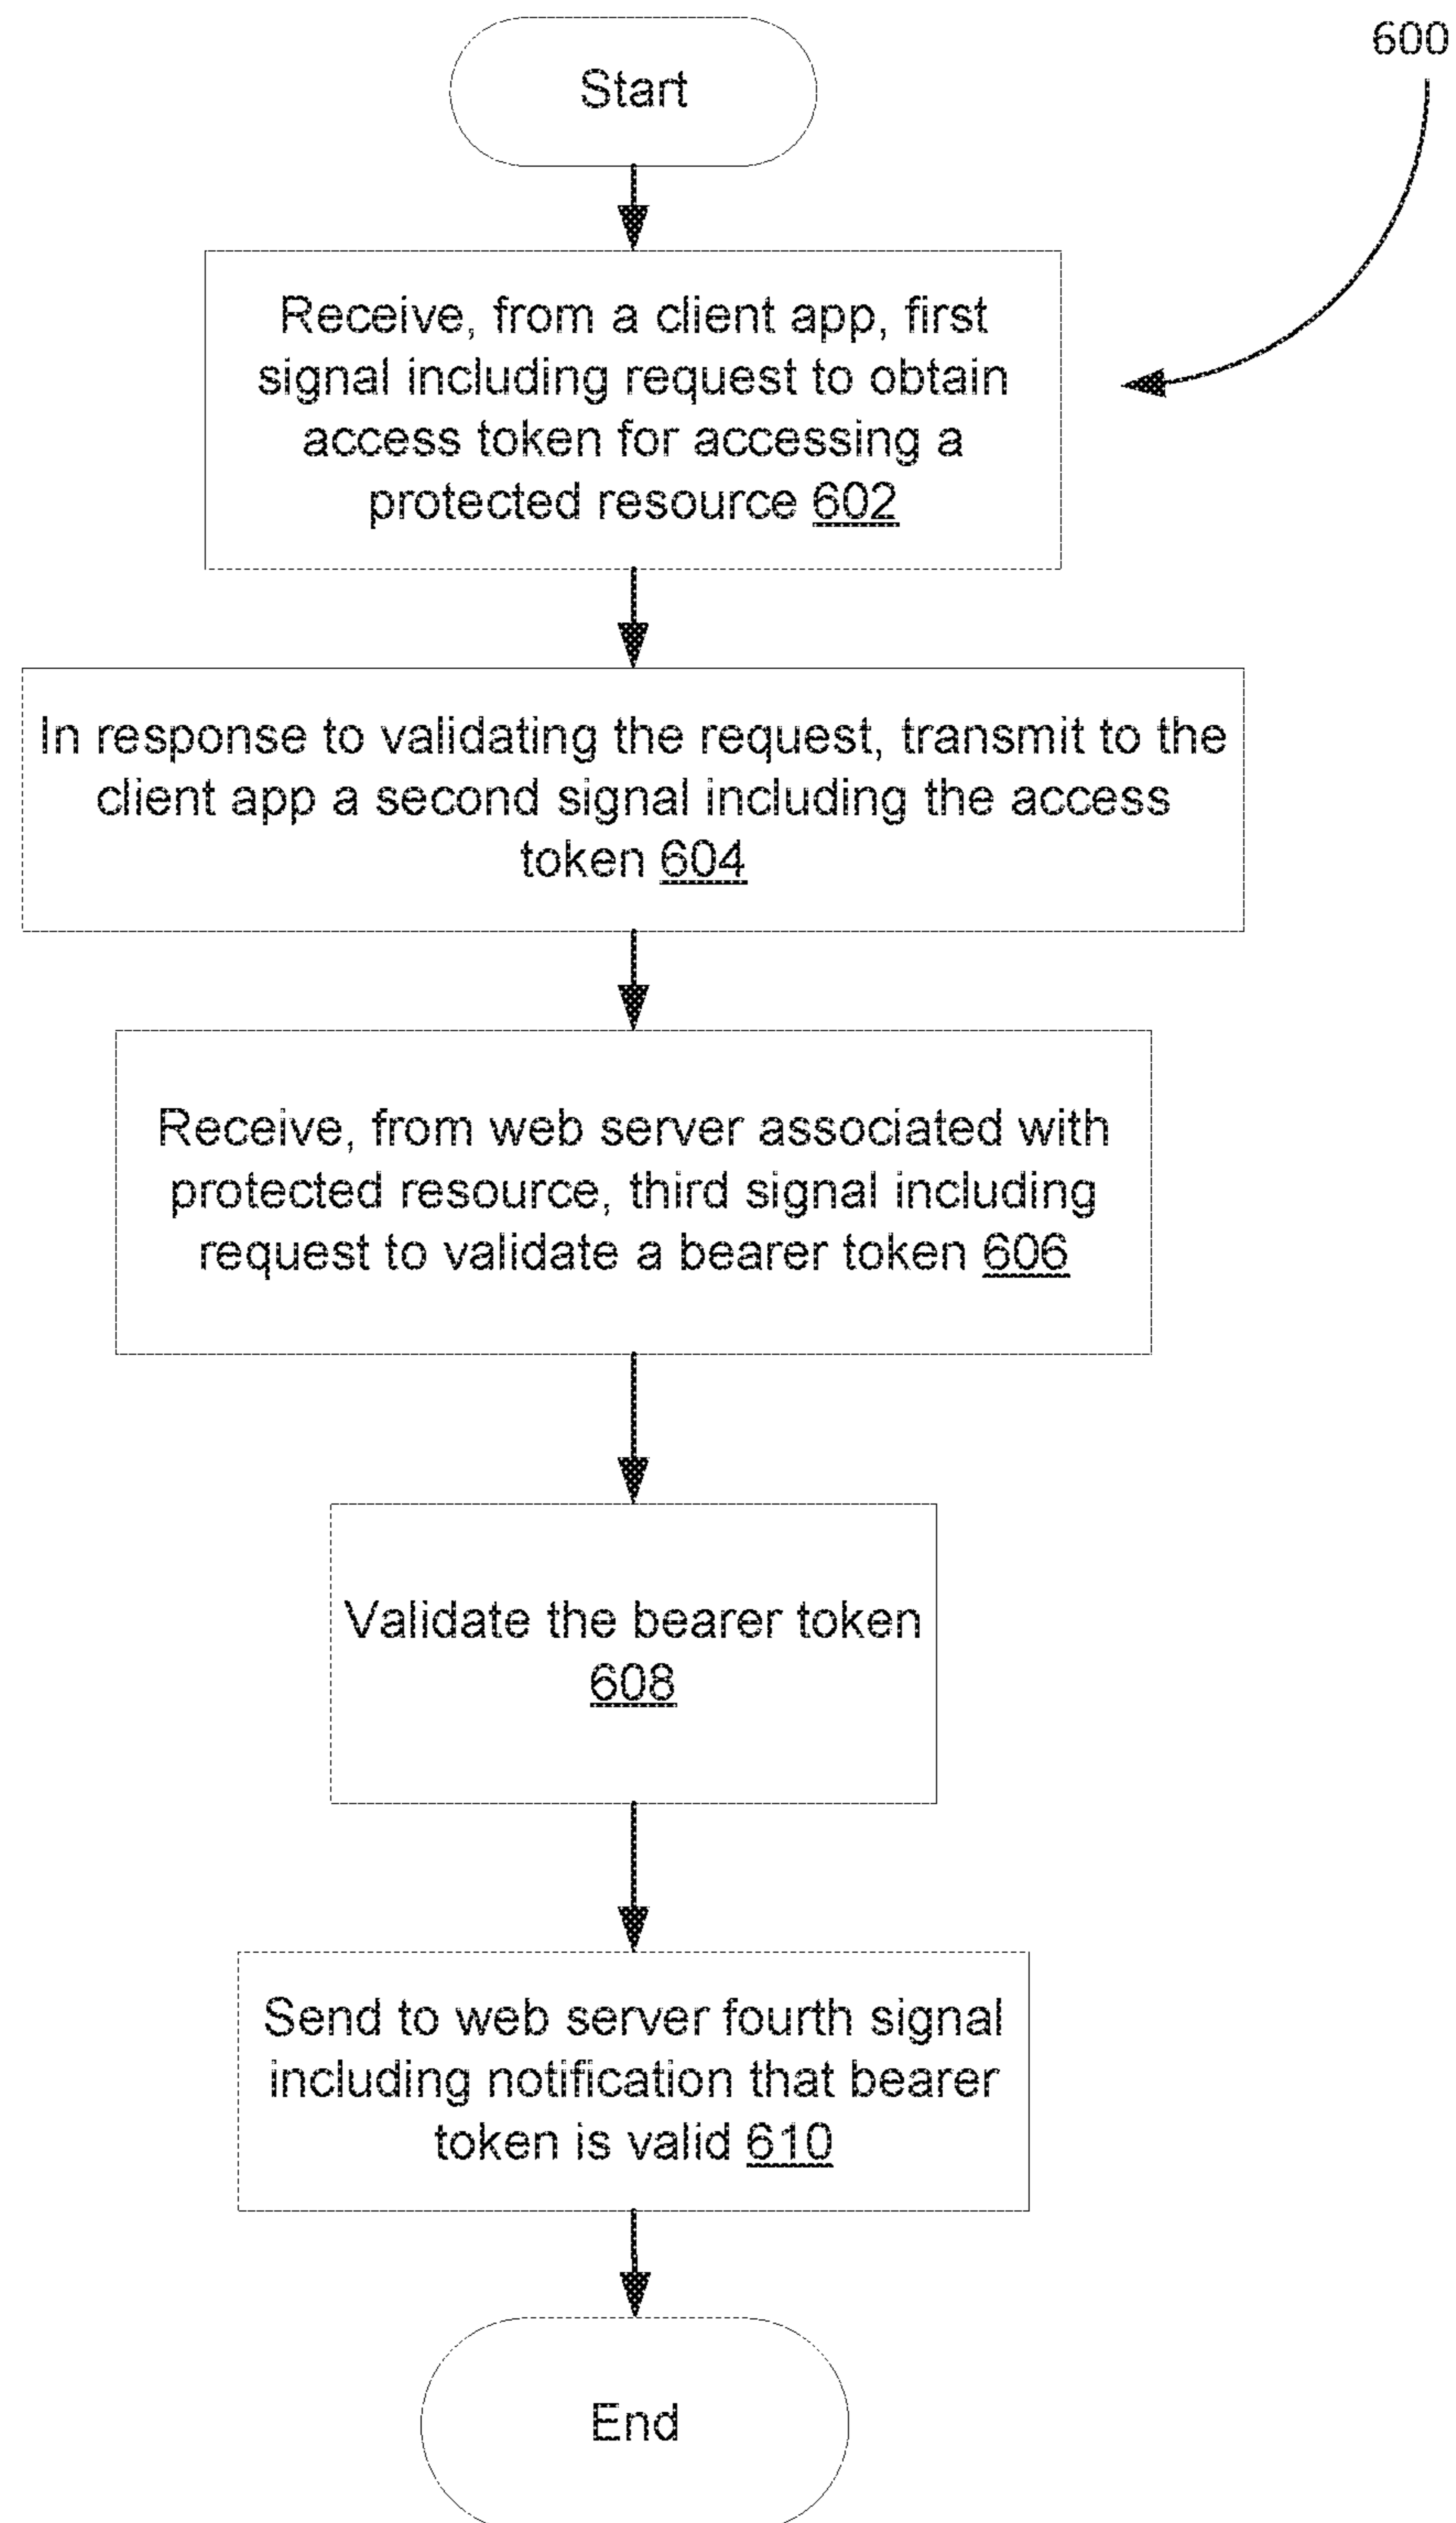 600
Start
Receive, from a client app, first
signal including request to obtain
access token for accessing a
protected resource 602
In response to validating the request, transmit to the
client app a second signal including the access
token 604
Receive, from web server associated with
protected resource, third signal including
request to validate a bearer token 606
Validate the bearer token
608
Send to web server fourth signal
including notification that bearer
token is valid 610
End